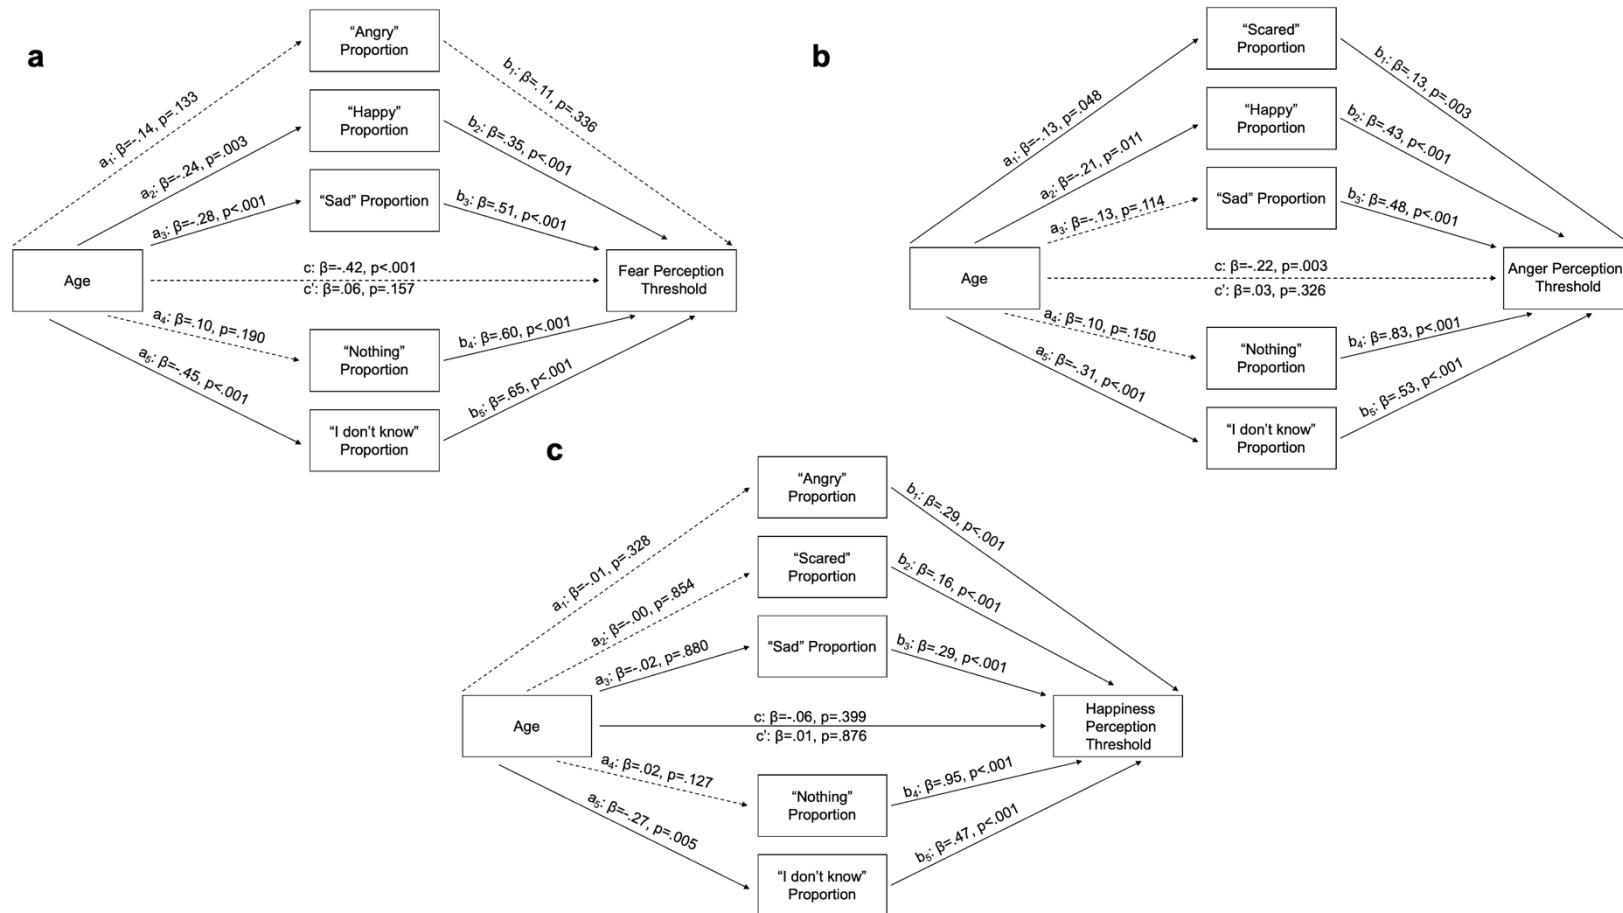 a
"Angry"
Proportion
"Happy"
Proportion
"Sad" Proportion
Age
Fear Perception
Threshold
"Nothing"
Proportion
"I don't know"
Proportion
a₁: β=-.14, p=.133
a₂: β=-.24, p=.003
a₃: β=-.28, p<.001
c: β=-.42, p<.001
c': β=.06, p=.157
a₄: β=.10, p=.190
a₅: β=-.45, p<.001
b₁: β=.11, p=.336
b₂: β=.35, p<.001
b₃: β=.51, p<.001
b₄: β=.60, p<.001
b₅: β=.65, p<.001
b
"Scared"
Proportion
"Happy"
Proportion
"Sad" Proportion
Age
Anger Perception
Threshold
"Nothing"
Proportion
"I don't know"
Proportion
a₁: β=-.13, p=.048
a₂: β=-.21, p=.011
a₃: β=-.13, p=.114
c: β=-.22, p=.003
c': β=.03, p=.326
a₄: β=.10, p=.150
a₅: β=-.31, p<.001
b₁: β=.13, p=.003
b₂: β=.43, p<.001
b₃: β=.48, p<.001
b₄: β=.83, p<.001
b₅: β=.53, p<.001
c
"Angry"
Proportion
"Scared"
Proportion
"Sad" Proportion
Age
Happiness
Perception
Threshold
"Nothing"
Proportion
"I don't know"
Proportion
a₁: β=-.01, p=.328
a₂: β=-.00, p=.854
a₃: β=-.02, p=.880
c: β=-.06, p=.399
c': β=.01, p=.876
a₄: β=.02, p=.127
a₅: β=-.27, p=.005
b₁: β=.29, p<.001
b₂: β=.16, p<.001
b₃: β=.29, p<.001
b₄: β=.95, p<.001
b₅: β=.47, p<.001